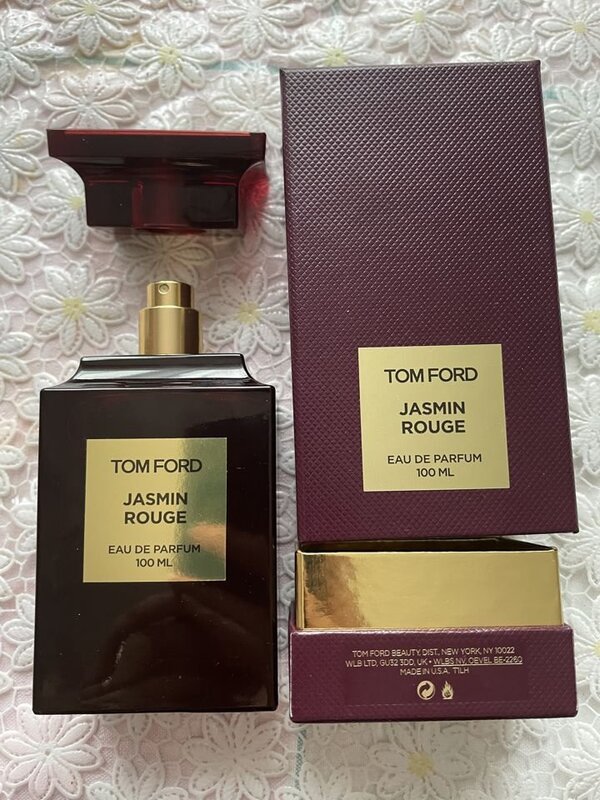 TOM FORD
JASMIN
ROUGE
EAU DE PARFUM
100 ML
TOM FORD
JASMIN
ROUGE
EAU DE PARFUM
100 ML
TOM FORD BEAUTY, DIST., NEW YORK, NY 10022
WLB LTD, GU32 3DD, UK • WLBS NV, OEVEL BE-2260
MADE IN U.S.A. TILH